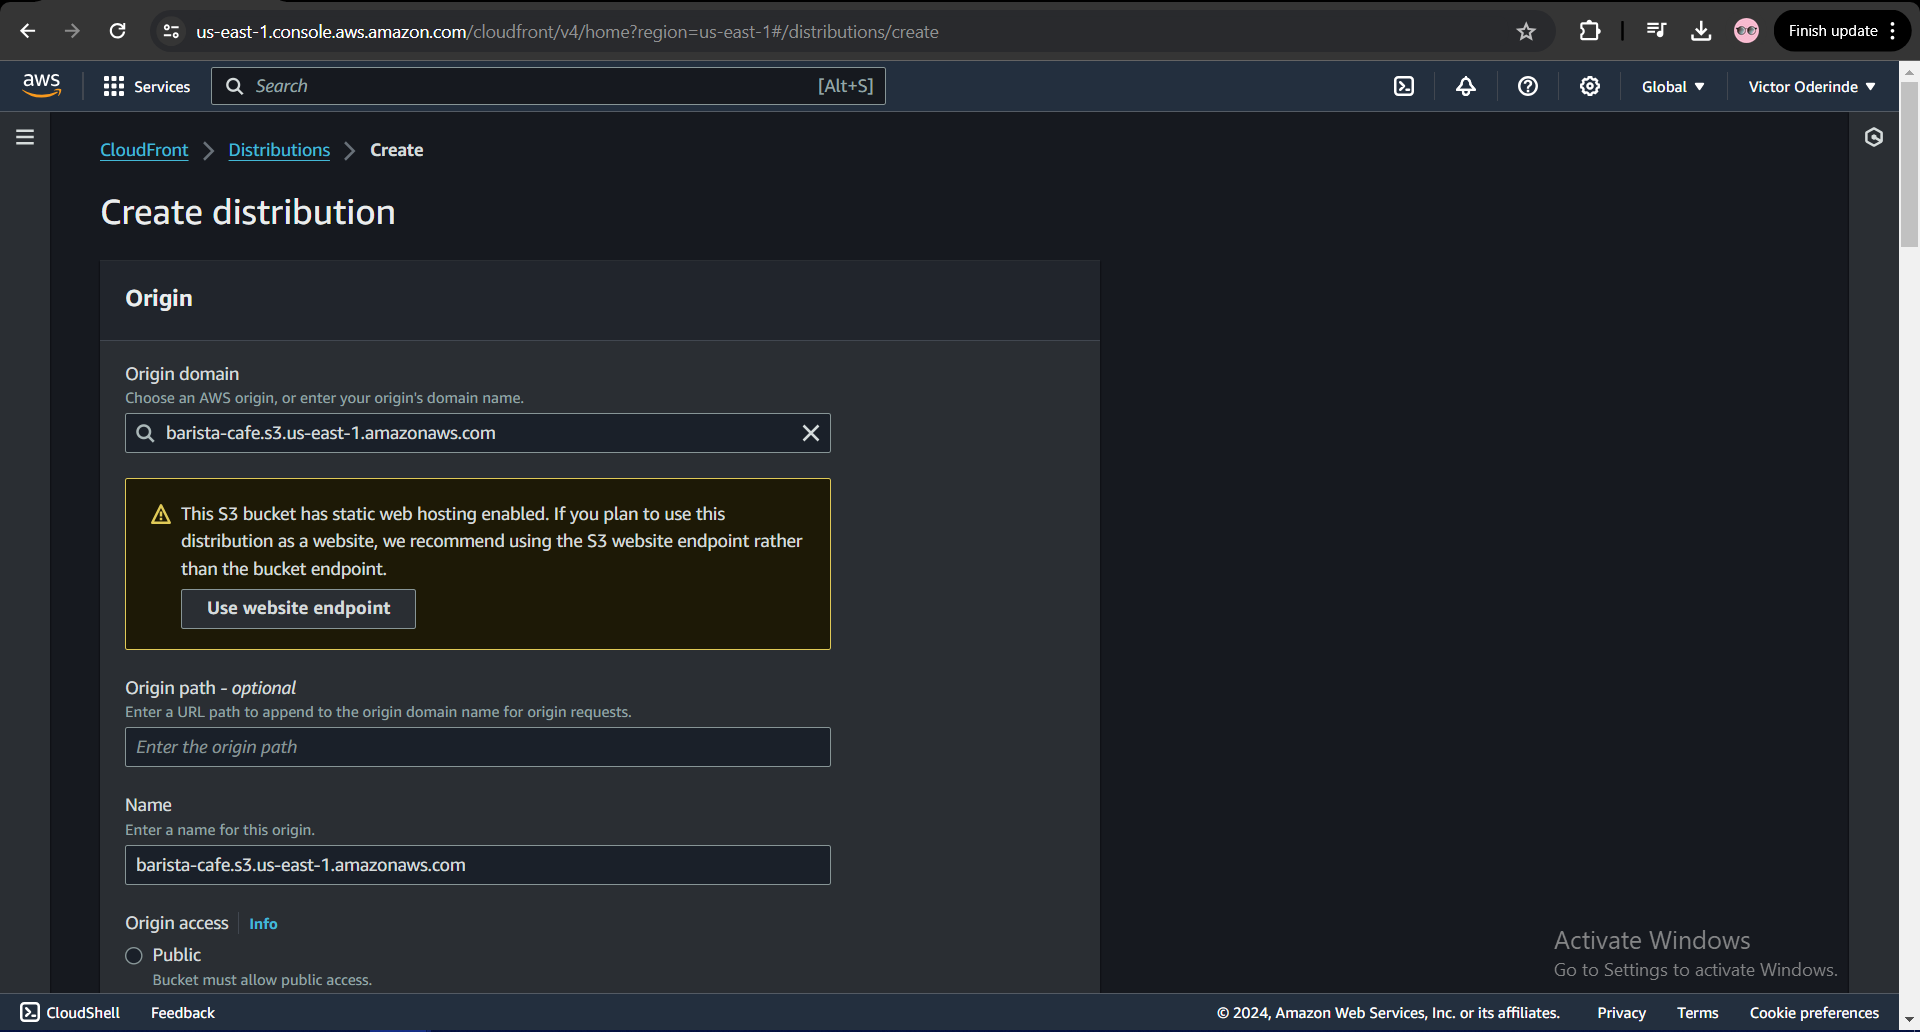 us-east-1.console.aws.amazon.com/cloudfront/v4/home?region=us-east-1#/distributions/create
Finish update
aws
Services
Search
[Alt+S]
Global
Victor Oderinde
CloudFront
Distributions
Create
Create distribution
Origin
Origin domain
Choose an AWS origin, or enter your origin's domain name.
barista-cafe.s3.us-east-1.amazonaws.com
This S3 bucket has static web hosting enabled. If you plan to use this
distribution as a website, we recommend using the S3 website endpoint rather
than the bucket endpoint.
Use website endpoint
Origin path - optional
Enter a URL path to append to the origin domain name for origin requests.
Enter the origin path
Name
Enter a name for this origin.
barista-cafe.s3.us-east-1.amazonaws.com
Origin access
Info
Public
Bucket must allow public access.
Activate Windows
Go to Settings to activate Windows.
CloudShell
Feedback
© 2024, Amazon Web Services, Inc. or its affiliates.
Privacy
Terms
Cookie preferences